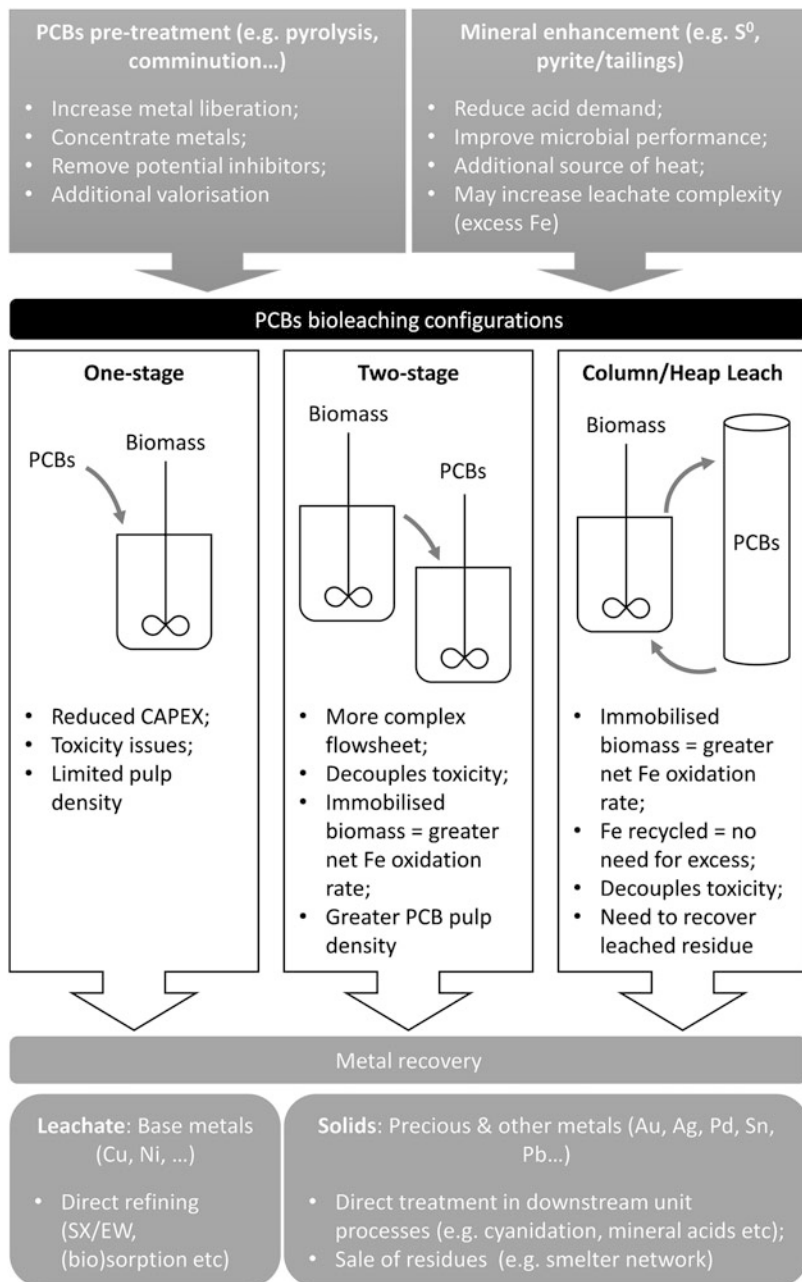 PCBs pre-treatment (e.g. pyrolysis,
comminution…)
• Increase metal liberation;
• Concentrate metals;
• Remove potential inhibitors;
• Additional valorisation
Mineral enhancement (e.g. S⁰,
pyrite/tailings)
• Reduce acid demand;
• Improve microbial performance;
• Additional source of heat;
• May increase leachate complexity
(excess Fe)
PCBs bioleaching configurations
One-stage
PCBs
Biomass
• Reduced CAPEX;
• Toxicity issues;
• Limited pulp
density
Two-stage
Biomass
PCBs
• More complex
flowsheet;
• Decouples toxicity;
• Immobilised
biomass = greater
net Fe oxidation
rate;
• Greater PCB pulp
density
Column/Heap Leach
Biomass
PCBs
• Immobilised
biomass = greater
net Fe oxidation
rate;
• Fe recycled = no
need for excess;
• Decouples toxicity;
• Need to recover
leached residue
Metal recovery
Leachate: Base metals
(Cu, Ni, …)
• Direct refining
(SX/EW,
(bio)sorption etc)
Solids: Precious & other metals (Au, Ag, Pd, Sn,
Pb…)
• Direct treatment in downstream unit
processes (e.g. cyanidation, mineral acids etc);
• Sale of residues (e.g. smelter network)